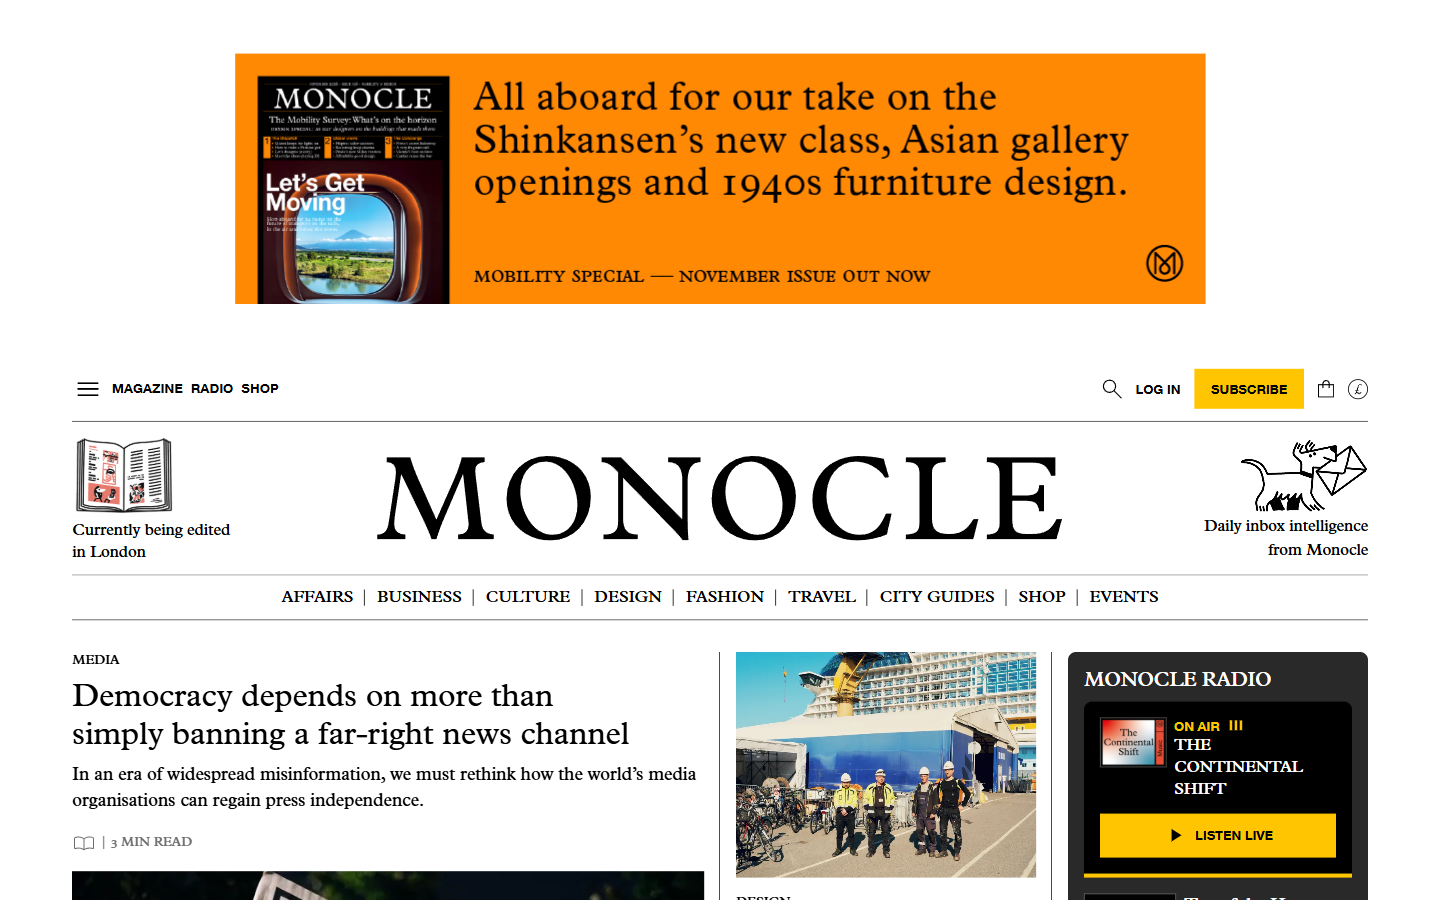 MONOCLE
The Mobility Survey: What's on the horizon
Let's Get
Moving
All aboard for our take on the
Shinkansen's new class, Asian gallery
openings and 1940s furniture design.
MOBILITY SPECIAL — NOVEMBER ISSUE OUT NOW
MAGAZINE RADIO SHOP
LOG IN
SUBSCRIBE
£
Currently being edited
in London
MONOCLE
Daily inbox intelligence
from Monocle
AFFAIRS | BUSINESS | CULTURE | DESIGN | FASHION | TRAVEL | CITY GUIDES | SHOP | EVENTS
MEDIA
Democracy depends on more than
simply banning a far-right news channel
In an era of widespread misinformation, we must rethink how the world's media
organisations can regain press independence.
| 3 MIN READ
MONOCLE RADIO
The
Continental
Shift
ON AIR
THE
CONTINENTAL
SHIFT
LISTEN LIVE